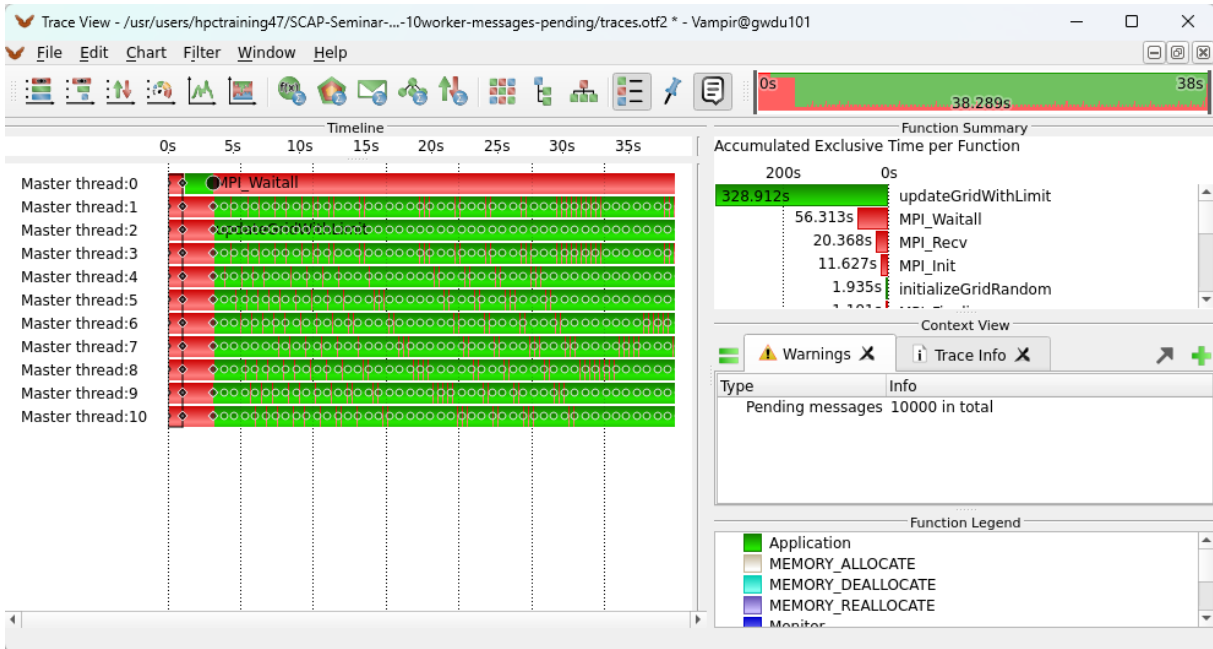 Trace View - /usr/users/hpctraining47/SCAP-Seminar-...-10worker-messages-pending/traces.otf2 * - Vampir@gwdu101
File Edit Chart Filter Window Help
0s 38s
38.289s
Timeline
0s 5s 10s 15s 20s 25s 30s 35s
Master thread:0 MPI_Waitall
Master thread:1
Master thread:2 updateGridWithLimit
Master thread:3
Master thread:4
Master thread:5
Master thread:6
Master thread:7
Master thread:8
Master thread:9
Master thread:10
Function Summary
Accumulated Exclusive Time per Function
200s 0s
328.912s updateGridWithLimit
56.313s MPI_Waitall
20.368s MPI_Recv
11.627s MPI_Init
1.935s initializeGridRandom
Context View
Warnings Trace Info
Type Info
Pending messages 10000 in total
Function Legend
Application
MEMORY_ALLOCATE
MEMORY_DEALLOCATE
MEMORY_REALLOCATE
Monitor